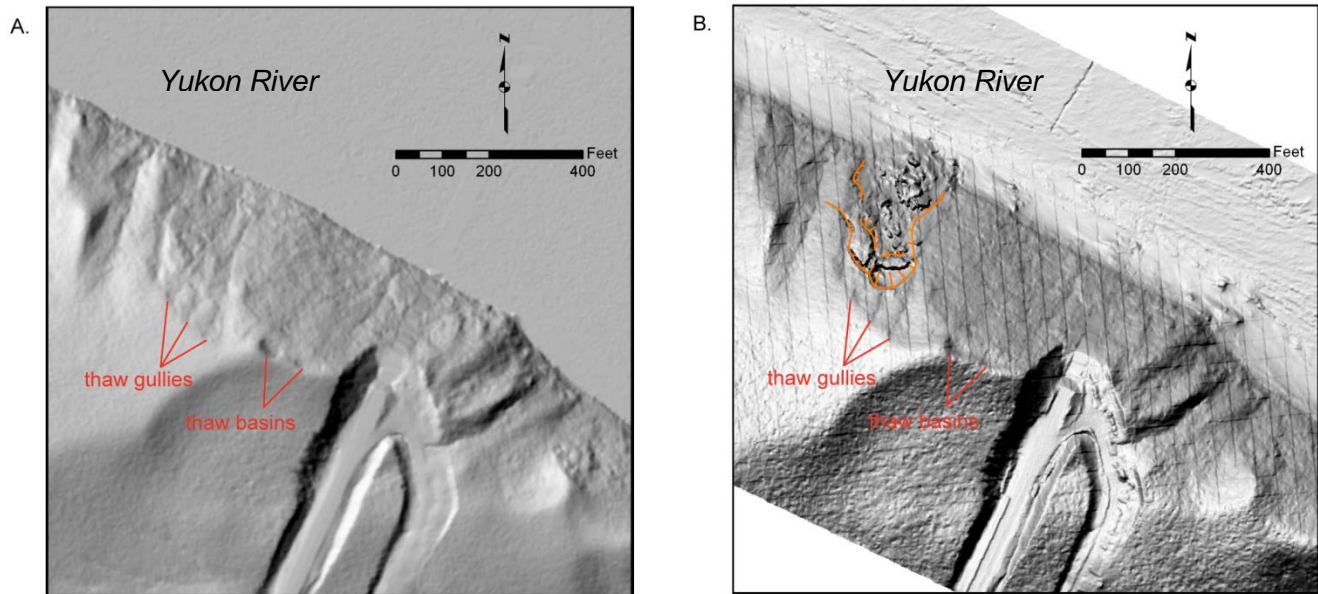 A.
N
Yukon River
Feet
0 100 200 400
thaw gullies
thaw basins
B.
N
Yukon River
Feet
0 100 200 400
thaw gullies
thaw basins